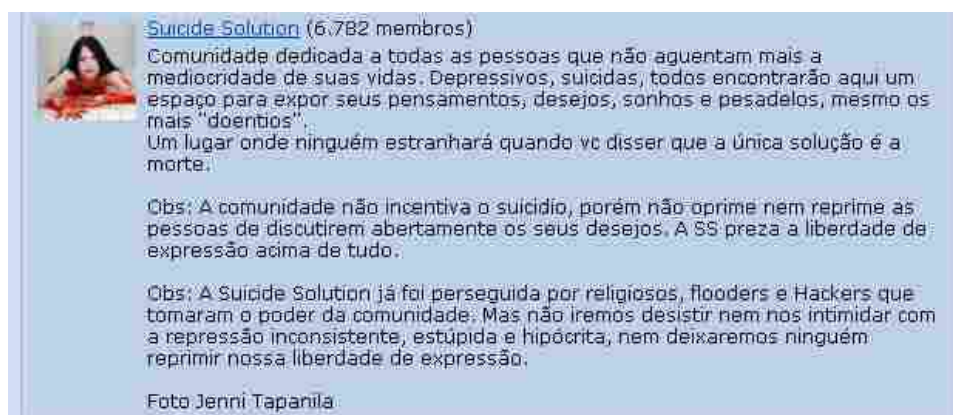 Suicide Solution (6.782 membros)
Comunidade dedicada a todas as pessoas que não aguentam mais a
mediocridade de suas vidas. Depressivos, suicidas, todos encontrarão aqui um
espaço para expor seus pensamentos, desejos, sonhos e pesadelos, mesmo os
mais "doentios".
Um lugar onde ninguém estranhará quando vc disser que a única solução é a
morte.
Obs: A comunidade não incentiva o suicidio, porém não oprime nem reprime as
pessoas de discutirem abertamente os seus desejos. A SS preza a liberdade de
expressão acima de tudo.
Obs: A Suicide Solution já foi perseguida por religiosos, flooders e Hackers que
tomaram o poder da comunidade. Mas não iremos desistir nem nos intimidar com
a repressão inconsistente, estúpida e hipócrita, nem deixaremos ninguém
reprimir nossa liberdade de expressão.
Foto Jenni Tapanila